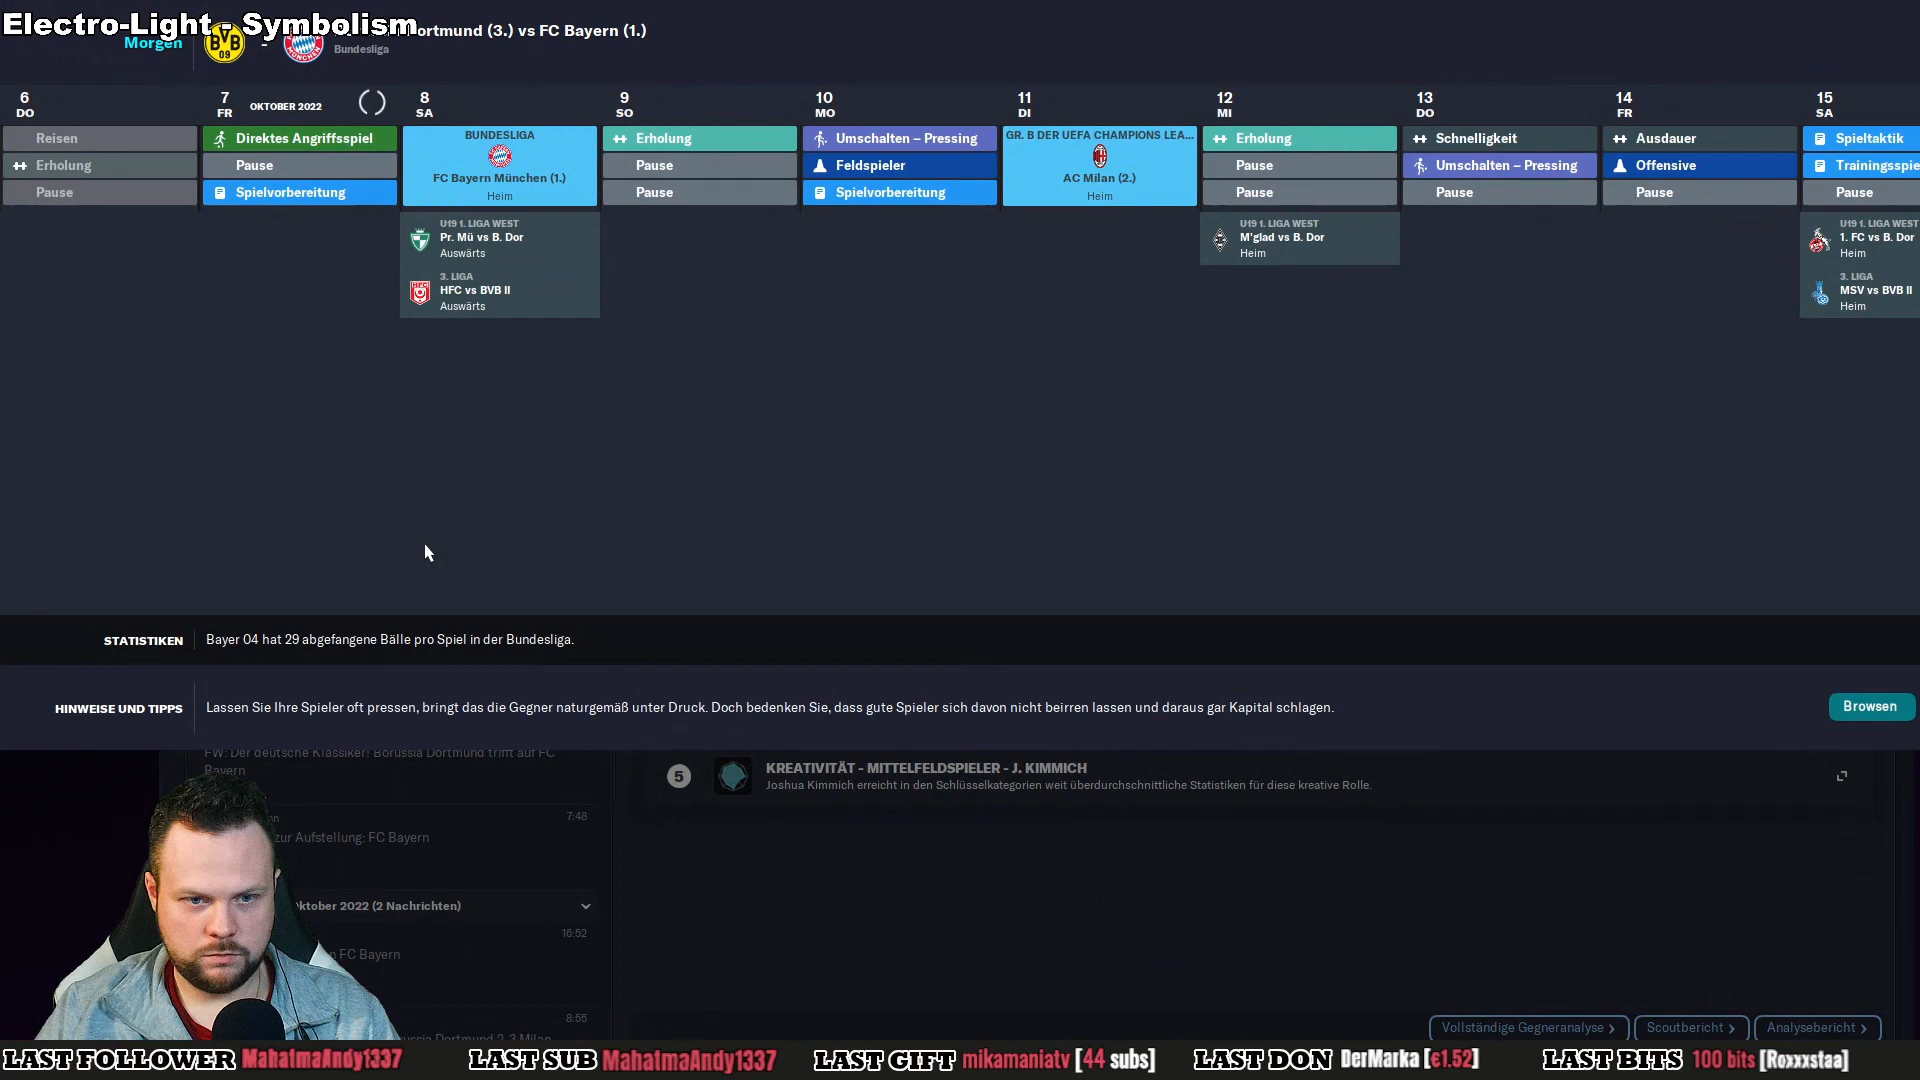 Electro-Light - Symbolism
Morgen
Dortmund (3.) vs FC Bayern (1.)
Bundesliga
6
DO
7
FR
OKTOBER 2022
8
SA
9
SO
10
MO
11
DI
12
MI
13
DO
14
FR
15
SA
Reisen
Erholung
Pause
Direktes Angriffsspiel
Pause
Spielvorbereitung
BUNDESLIGA
FC Bayern München (1.)
Heim
Erholung
Pause
Pause
Umschalten – Pressing
Feldspieler
Spielvorbereitung
GR. B DER UEFA CHAMPIONS LEA...
AC Milan (2.)
Heim
Erholung
Pause
Pause
Schnelligkeit
Umschalten – Pressing
Pause
Ausdauer
Offensive
Pause
Spieltaktik
Trainingsspie
Pause
U19 1. LIGA WEST
Pr. Mü vs B. Dor
Auswärts
3. LIGA
HFC vs BVB II
Auswärts
U19 1. LIGA WEST
M'glad vs B. Dor
Heim
U19 1. LIGA WEST
1. FC vs B. Dor
Heim
3. LIGA
MSV vs BVB II
Heim
STATISTIKEN
Bayer 04 hat 29 abgefangene Bälle pro Spiel in der Bundesliga.
HINWEISE UND TIPPS
Lassen Sie Ihre Spieler oft pressen, bringt das die Gegner naturgemäß unter Druck. Doch bedenken Sie, dass gute Spieler sich davon nicht beirren lassen und daraus gar Kapital schlagen.
Browsen
FW: Der deutsche Klassiker! Borussia Dortmund trifft auf FC
Bayern
7:48
zur Aufstellung: FC Bayern
ktober 2022 (2 Nachrichten)
16:52
FC Bayern
8:55
Borussia Dortmund 2-3 Milan
5
KREATIVITÄT - MITTELFELDSPIELER - J. KIMMICH
Joshua Kimmich erreicht in den Schlüsselkategorien weit überdurchschnittliche Statistiken für diese kreative Rolle.
Vollständige Gegneranalyse
Scoutbericht
Analysebericht
LAST FOLLOWER Mahatmandy1337
LAST SUB Mahatmandy1337
LAST GIFT mikamaniatv [44 subs]
LAST DON DerMarka [€1.52]
LAST BITS 100 bits [Roxxxstaa]